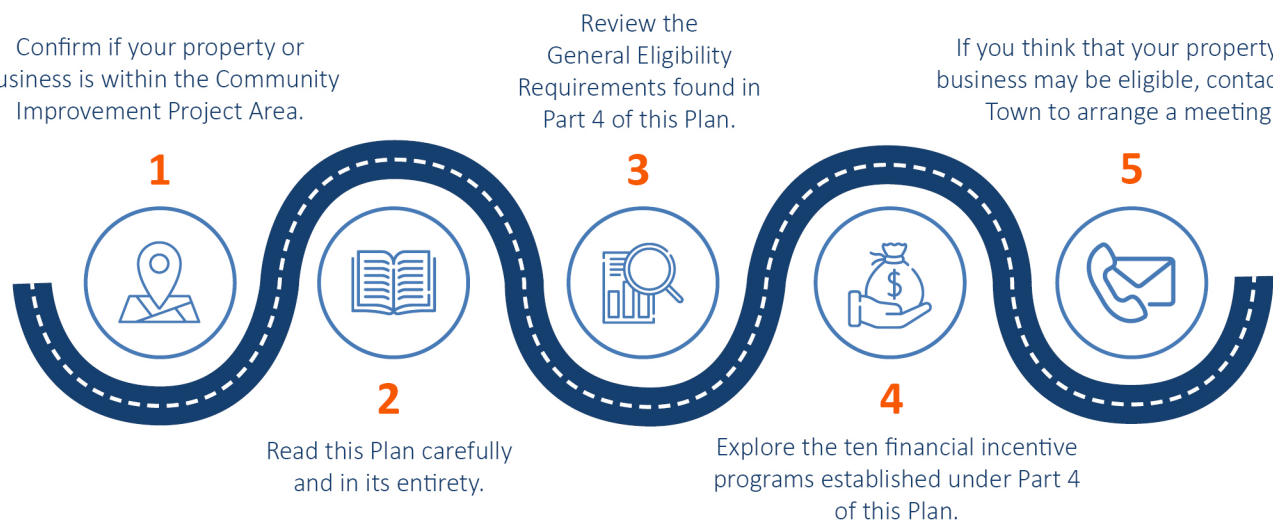 Confirm if your property or
usiness is within the Community
Improvement Project Area.
1
2
Read this Plan carefully
and in its entirety.
Review the
General Eligibility
Requirements found in
Part 4 of this Plan.
3
$
4
Explore the ten financial incentive
programs established under Part 4
of this Plan.
If you think that your property
business may be eligible, contac
Town to arrange a meeting
5